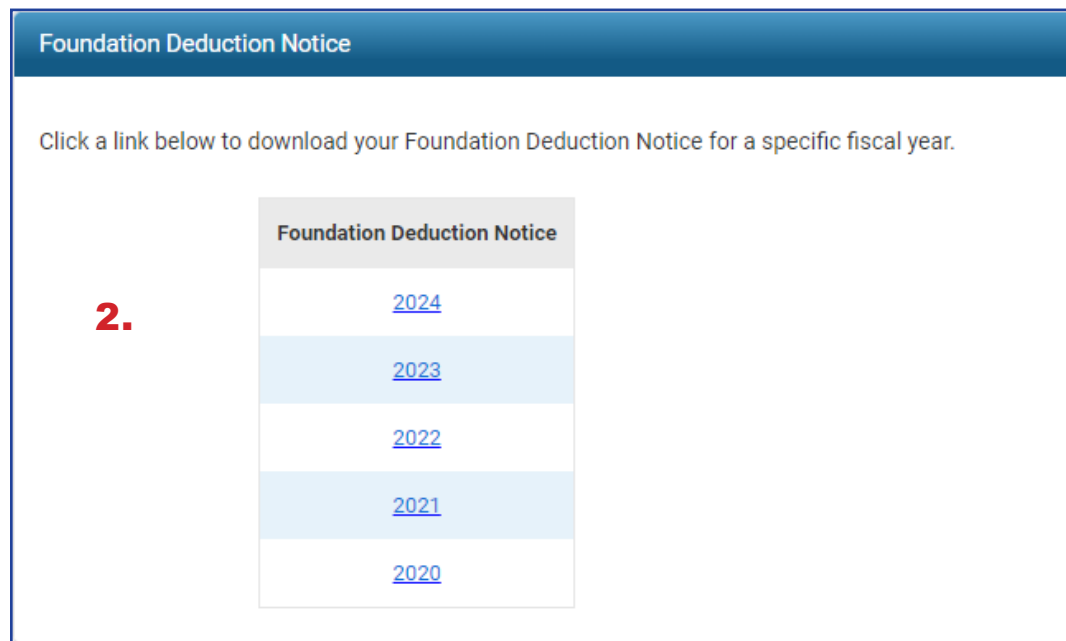 Foundation Deduction Notice
Click a link below to download your Foundation Deduction Notice for a specific fiscal year.
Foundation Deduction Notice
2.
2024
2023
2022
2021
2020